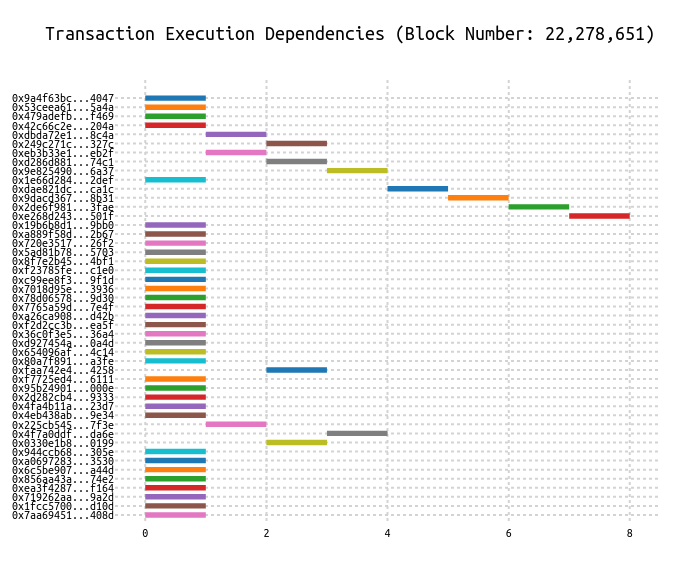 Transaction Execution Dependencies (Block Number: 22,278,651)
0x9a4f63bc...4047
0x53ceea61...5a4a
0x479adefb...f469
0x42c66c2e...204a
0xdbda72e1...8c4a
0x249c271c...327c
0xeb3b33e1...eb2f
0xd286d881...74c1
0x9e825490...6a37
0x1e66d284...2def
0xdae821dc...ca1c
0x9dacd367...8b31
0x2de6f981...3fae
0xe268d243...501f
0x19b6b8d1...9bb0
0xa889f58d...2b67
0x720e3517...26f2
0x5ad81b78...5703
0x8f7e2b45...4bf1
0xf23785fe...c1e0
0xc99ee8f3...9f1d
0x7018d95e...3936
0x78d06578...9d30
0x7765a59d...7e4f
0xa26ca908...d42b
0xf2d2cc3b...ea5f
0x36c0f3e5...36a4
0xd927454a...0a4d
0x654096af...4c14
0x80a7f891...a3fe
0xfaa742e4...4258
0xf7725ed4...6111
0x95b24901...000e
0x2d282cb4...9333
0x4fa4b11a...23d7
0x4eb438ab...9e34
0x225cb545...7f3e
0x4f7a0ddf...da6e
0x0330e1b8...0199
0x944ccb68...305e
0xa0697283...3530
0x6c5be907...a44d
0x856aa43a...74e2
0xea3f4287...f164
0x719262aa...9a2d
0x1fcc5700...d10d
0x7aa69451...408d
0 2 4 6 8